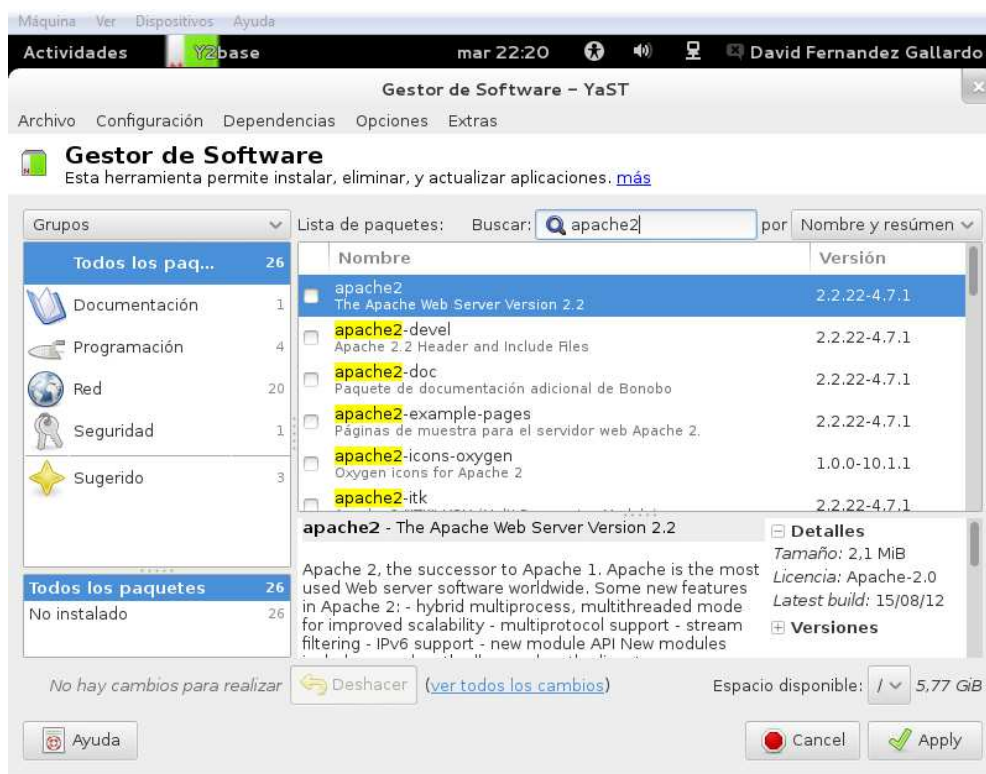 Máquina Ver Dispositivos Ayuda
Actividades Y2base mar 22:20 David Fernandez Gallardo
Gestor de Software – YaST
Archivo Configuración Dependencias Opciones Extras
Gestor de Software
Esta herramienta permite instalar, eliminar, y actualizar aplicaciones. más
Grupos Lista de paquetes: Buscar: apache2 por Nombre y resúmen
Todos los paq... 26
Documentación 1
Programación 4
Red 20
Seguridad 1
Sugerido 3
Todos los paquetes 26
No instalado 26
Nombre Versión
apache2 2.2.22-4.7.1
The Apache Web Server Version 2.2
apache2-devel 2.2.22-4.7.1
Apache 2.2 Header and Include Files
apache2-doc 2.2.22-4.7.1
Paquete de documentación adicional de Bonobo
apache2-example-pages 2.2.22-4.7.1
Páginas de muestra para el servidor web Apache 2.
apache2-icons-oxygen 1.0.0-10.1.1
Oxygen icons for Apache 2
apache2-itk 2.2.22-4.7.1
apache2 - The Apache Web Server Version 2.2
Apache 2, the successor to Apache 1. Apache is the most
used Web server software worldwide. Some new features
in Apache 2: - hybrid multiprocess, multithreaded mode
for improved scalability - multiprotocol support - stream
filtering - IPv6 support - new module API New modules
Detalles
Tamaño: 2,1 MiB
Licencia: Apache-2.0
Latest build: 15/08/12
Versiones
No hay cambios para realizar Deshacer (ver todos los cambios) Espacio disponible: / 5,77 GiB
Ayuda Cancel Apply